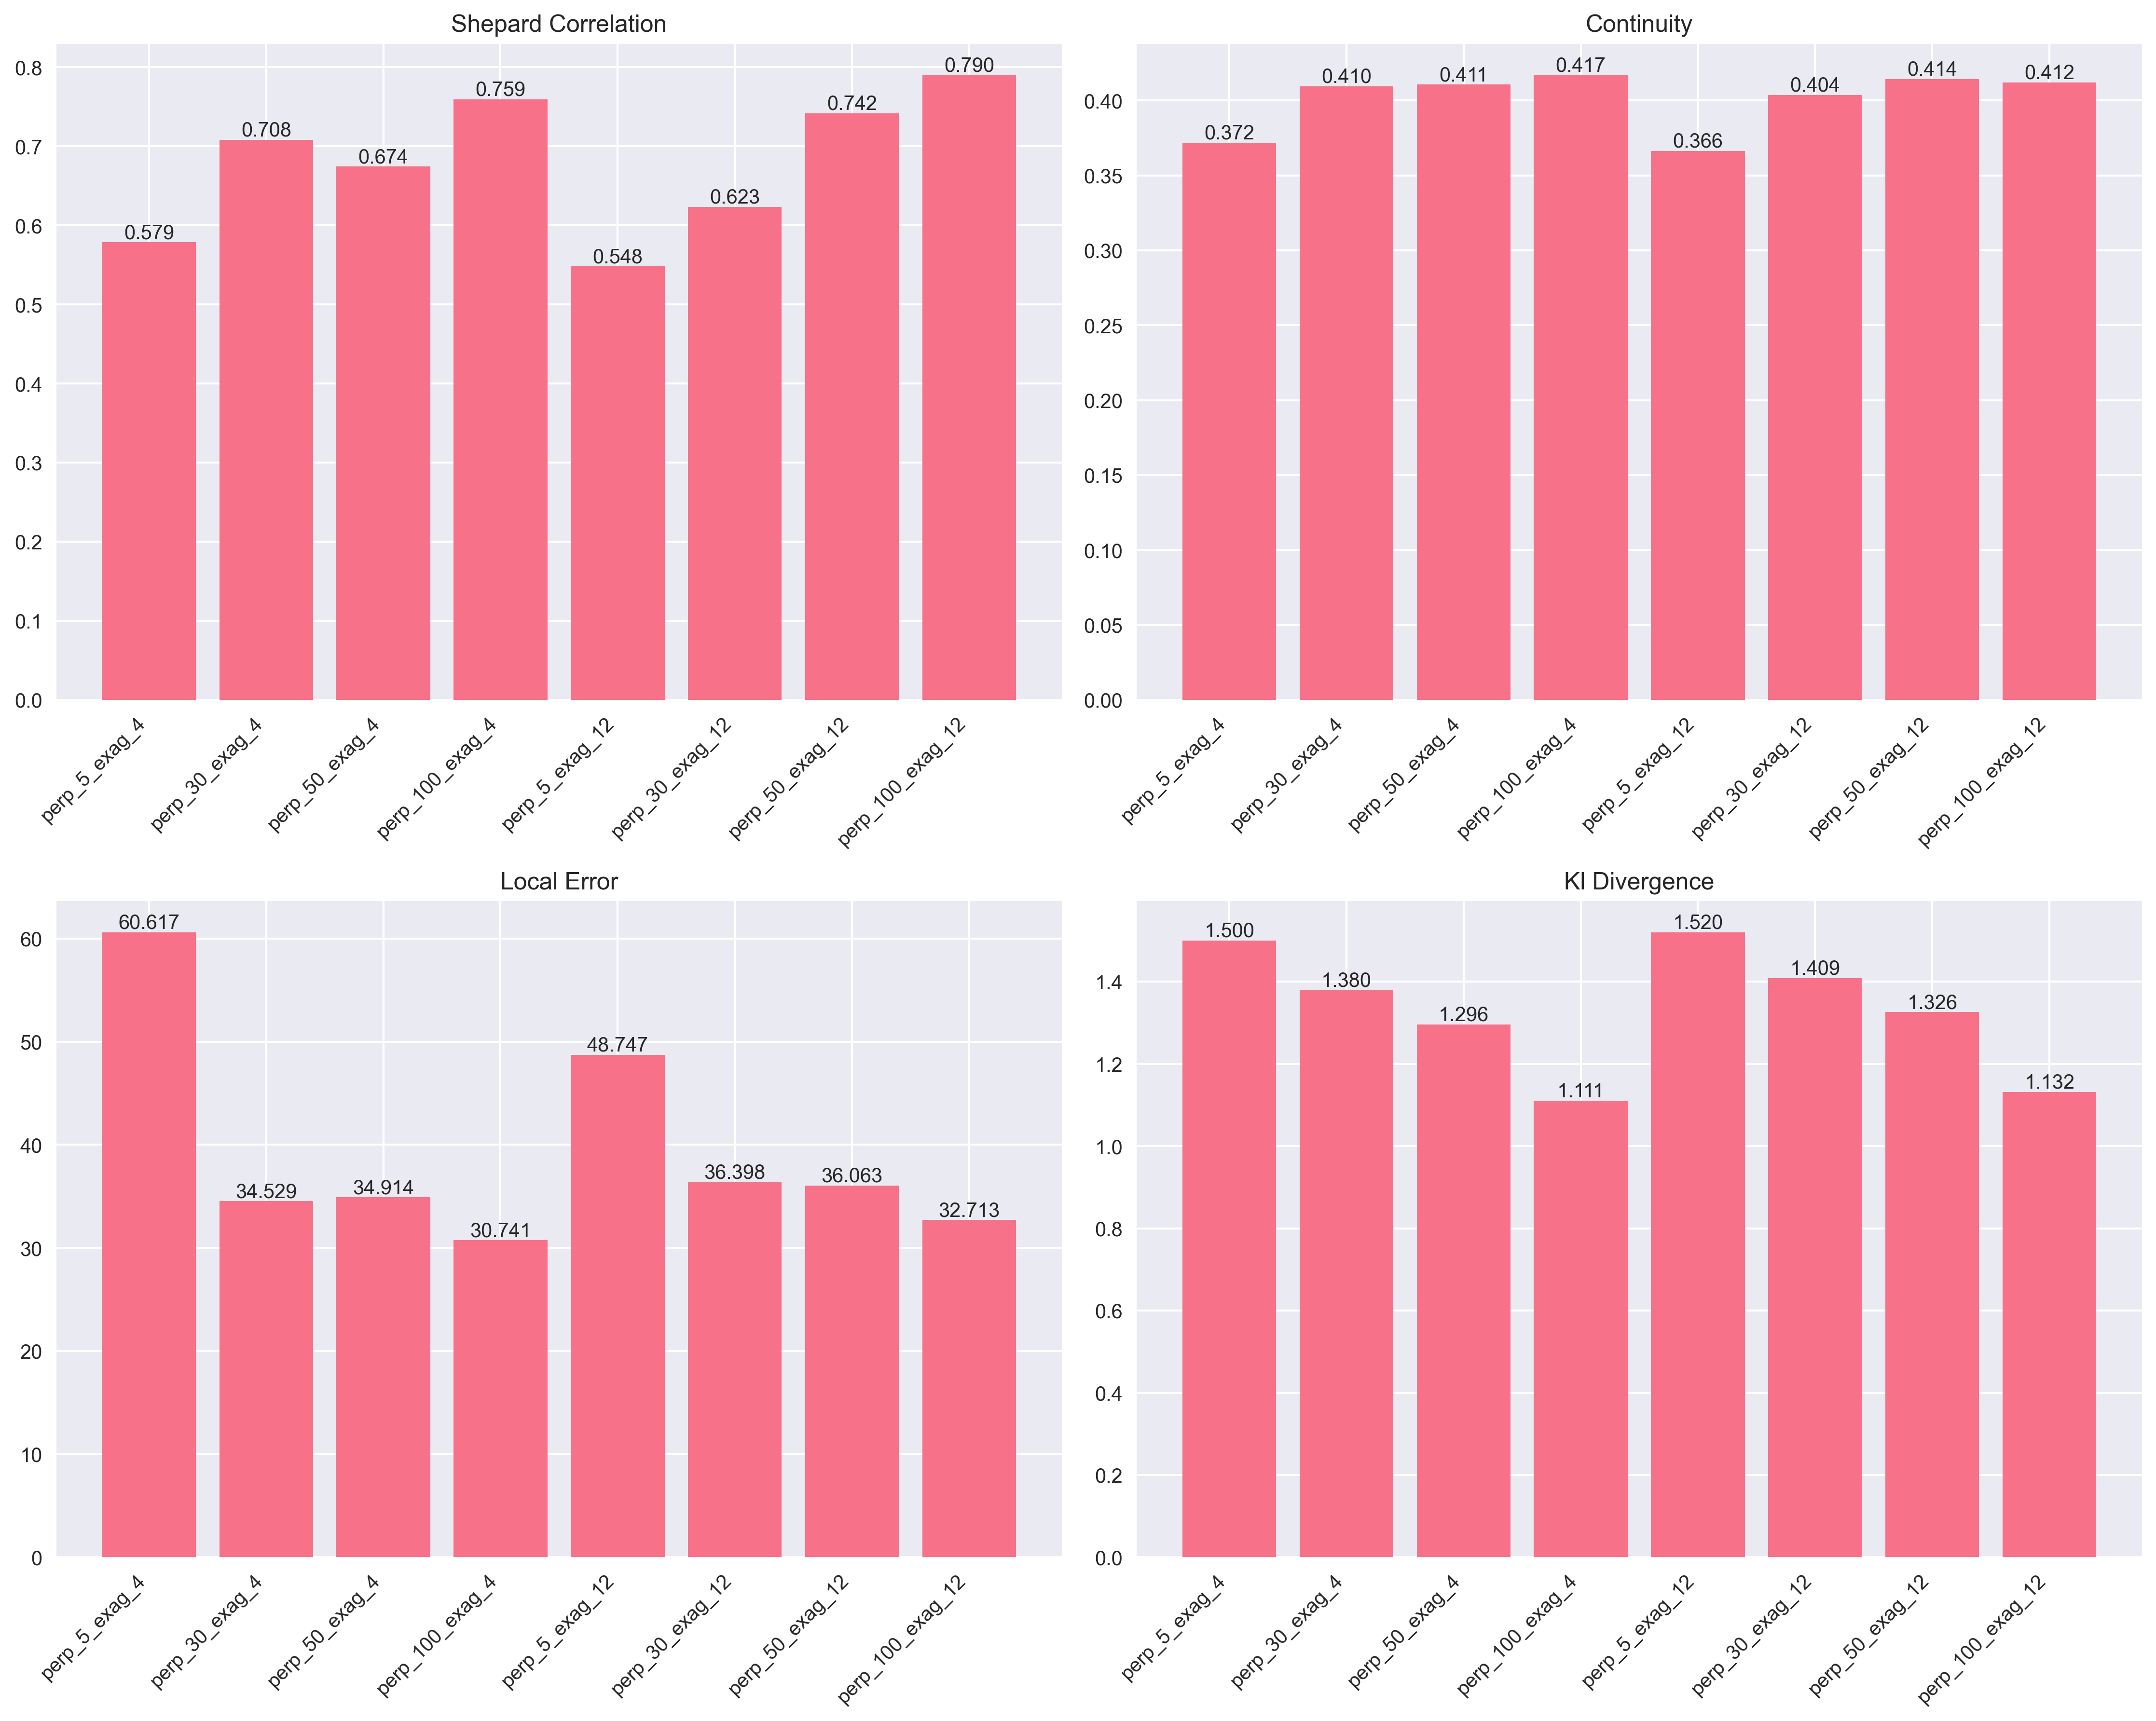 Shepard Correlation
0.8
0.7
0.6
0.5
0.4
0.3
0.2
0.1
0.0
0.579
0.708
0.674
0.759
0.548
0.623
0.742
0.790
perp_5_exag_4
perp_30_exag_4
perp_50_exag_4
perp_100_exag_4
perp_5_exag_12
perp_30_exag_12
perp_50_exag_12
perp_100_exag_12
Continuity
0.40
0.35
0.30
0.25
0.20
0.15
0.10
0.05
0.00
0.372
0.410
0.411
0.417
0.366
0.404
0.414
0.412
perp_5_exag_4
perp_30_exag_4
perp_50_exag_4
perp_100_exag_4
perp_5_exag_12
perp_30_exag_12
perp_50_exag_12
perp_100_exag_12
Local Error
60
50
40
30
20
10
0
60.617
34.529
34.914
30.741
48.747
36.398
36.063
32.713
perp_5_exag_4
perp_30_exag_4
perp_50_exag_4
perp_100_exag_4
perp_5_exag_12
perp_30_exag_12
perp_50_exag_12
perp_100_exag_12
Kl Divergence
1.4
1.2
1.0
0.8
0.6
0.4
0.2
0.0
1.500
1.380
1.296
1.111
1.520
1.409
1.326
1.132
perp_5_exag_4
perp_30_exag_4
perp_50_exag_4
perp_100_exag_4
perp_5_exag_12
perp_30_exag_12
perp_50_exag_12
perp_100_exag_12